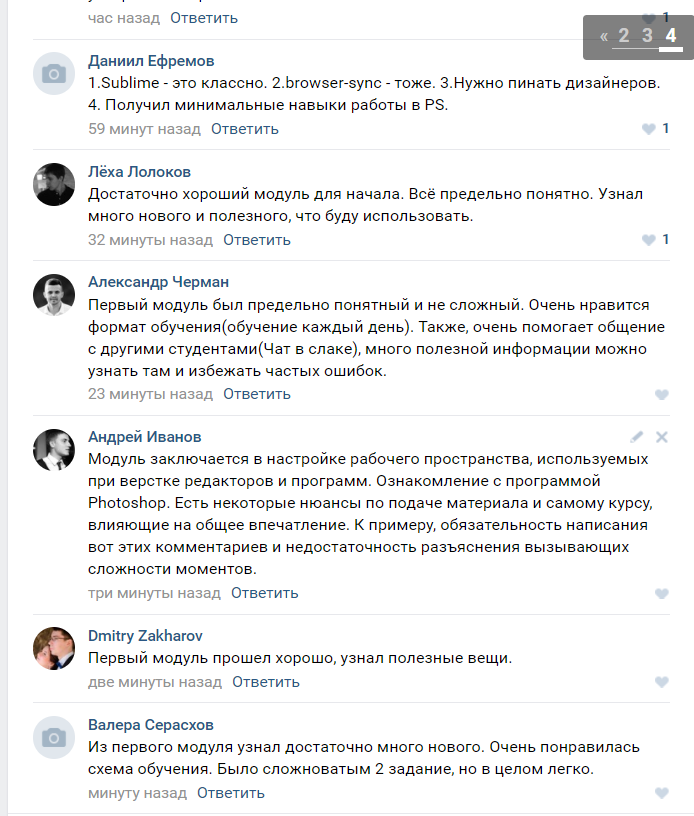 час назад Ответить 1
« 2 3 4
Даниил Ефремов
1.Sublime - это классно. 2.browser-sync - тоже. 3.Нужно пинать дизайнеров.
4. Получил минимальные навыки работы в PS.
59 минут назад Ответить 1
Лёха Лолоков
Достаточно хороший модуль для начала. Всё предельно понятно. Узнал
много нового и полезного, что буду использовать.
32 минуты назад Ответить 1
Александр Черман
Первый модуль был предельно понятный и не сложный. Очень нравится
формат обучения(обучение каждый день). Также, очень помогает общение
с другими студентами(Чат в слаке), много полезной информации можно
узнать там и избежать частых ошибок.
23 минуты назад Ответить
Андрей Иванов
Модуль заключается в настройке рабочего пространства, используемых
при верстке редакторов и программ. Ознакомление с программой
Photoshop. Есть некоторые нюансы по подаче материала и самому курсу,
влияющие на общее впечатление. К примеру, обязательность написания
вот этих комментариев и недостаточность разъяснения вызывающих
сложности моментов.
три минуты назад Ответить
Dmitry Zakharov
Первый модуль прошел хорошо, узнал полезные вещи.
две минуты назад Ответить
Валера Серасхов
Из первого модуля узнал достаточно много нового. Очень понравилась
схема обучения. Было сложноватым 2 задание, но в целом легко.
минуту назад Ответить